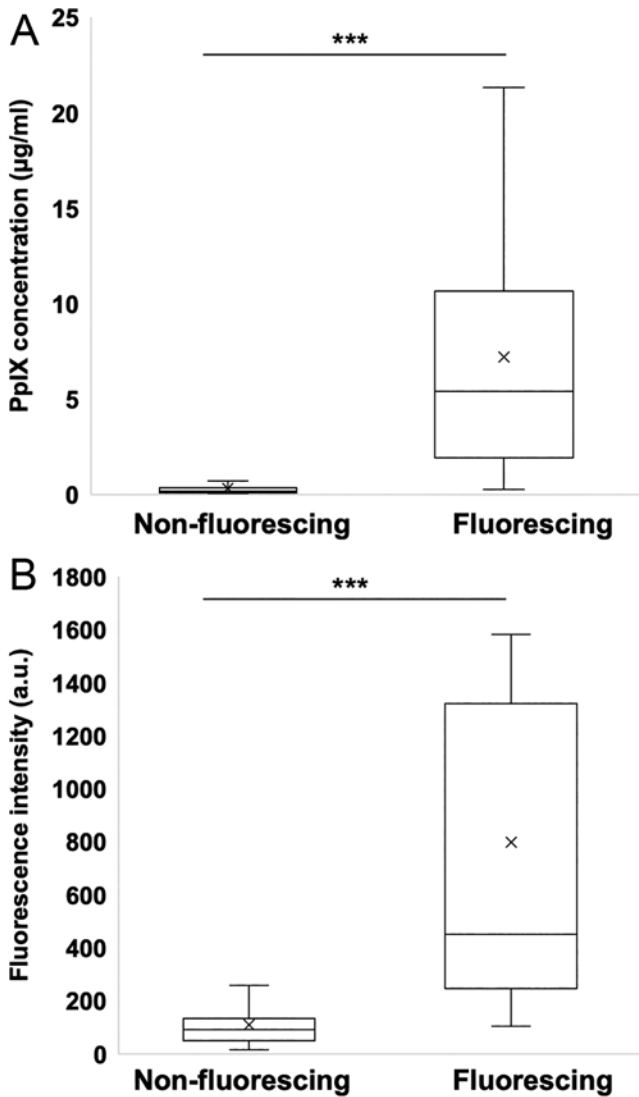 A
PpIX concentration (µg/ml)
25
20
15
10
5
0
***
Non-fluorescing
Fluorescing
B
Fluorescence intensity (a.u.)
1800
1600
1400
1200
1000
800
600
400
200
0
***
Non-fluorescing
Fluorescing